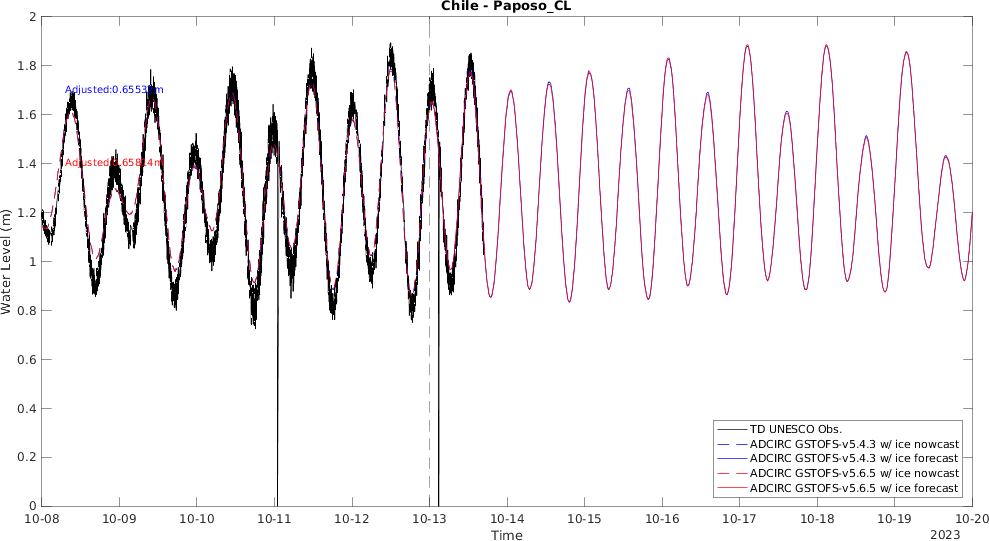 Chile - Paposo_CL
Water Level (m)
2
1.8
1.6
1.4
1.2
1
0.8
0.6
0.4
0.2
0
Adjusted:0.6553 m
Adjusted:0.65814m
TD UNESCO Obs.
ADCIRC GSTOFS-v5.4.3 w/ ice nowcast
ADCIRC GSTOFS-v5.4.3 w/ ice forecast
ADCIRC GSTOFS-v5.6.5 w/ ice nowcast
ADCIRC GSTOFS-v5.6.5 w/ ice forecast
10-08 10-09 10-10 10-11 10-12 10-13 10-14 10-15 10-16 10-17 10-18 10-19 10-20
Time
2023